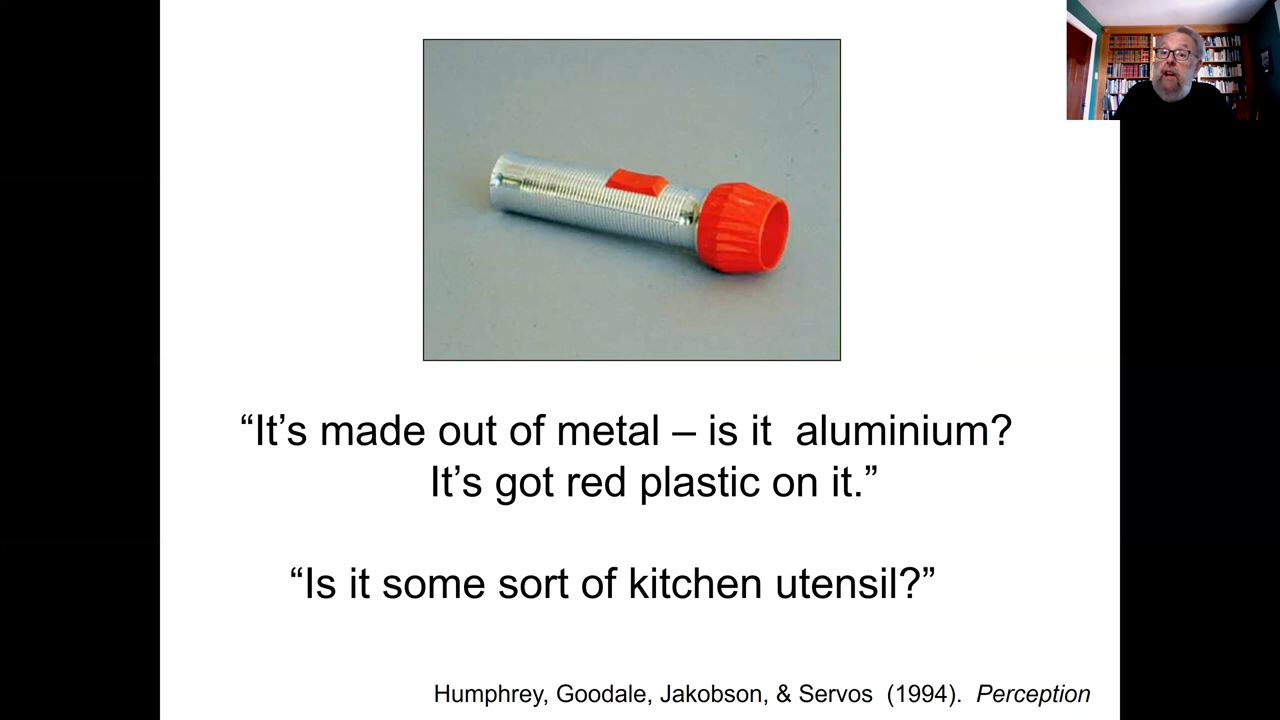 “It’s made out of metal – is it  aluminium?
It’s got red plastic on it.”
“Is it some sort of kitchen utensil?”
Humphrey, Goodale, Jakobson, & Servos  (1994).  Perception